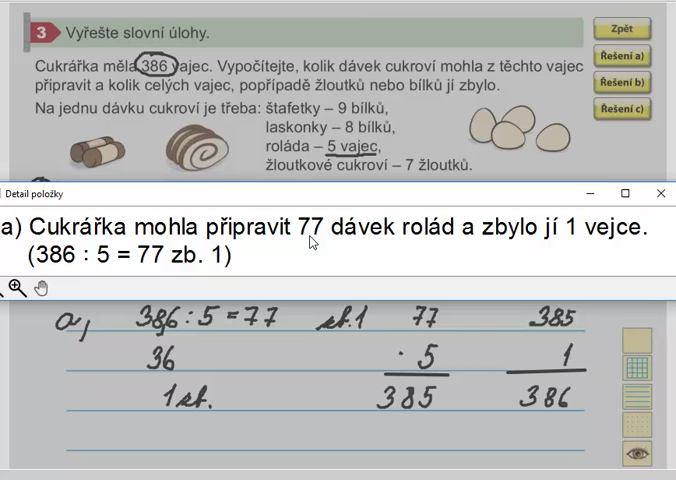 3 Vyřešte slovní úlohy.
Zpět
Řešení a)
Řešení b)
Řešení c)
Cukrářka měla 386 vajec. Vypočítejte, kolik dávek cukroví mohla z těchto vajec
připravit a kolik celých vajec, popřípadě žloutků nebo bílků jí zbylo.
Na jednu dávku cukroví je třeba: štafetky – 9 bílků,
laskonky – 8 bílků,
roláda – 5 vajec,
žloutkové cukroví – 7 žloutků.
Detail položky
a) Cukrářka mohla připravit 77 dávek rolád a zbylo jí 1 vejce.
(386 : 5 = 77 zb. 1)
a, 386 : 5 = 77 zb. 1 77 385
36 · 5 1
1 zb. 385 386